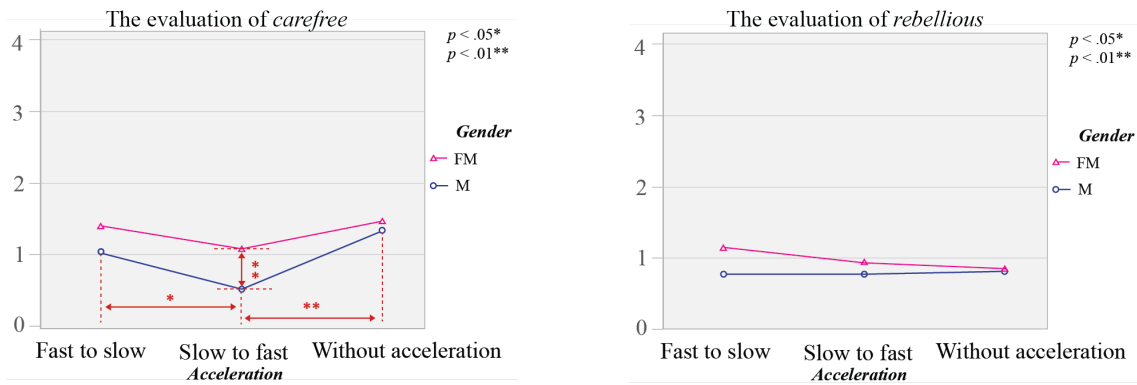 The evaluation of carefree
p < .05*
p < .01**
4
3
2
1
0
Gender
FM
M
**
*
**
Fast to slow
Slow to fast
Without acceleration
Acceleration
The evaluation of rebellious
p < .05*
p < .01**
4
3
2
1
0
Gender
FM
M
Fast to slow
Slow to fast
Without acceleration
Acceleration